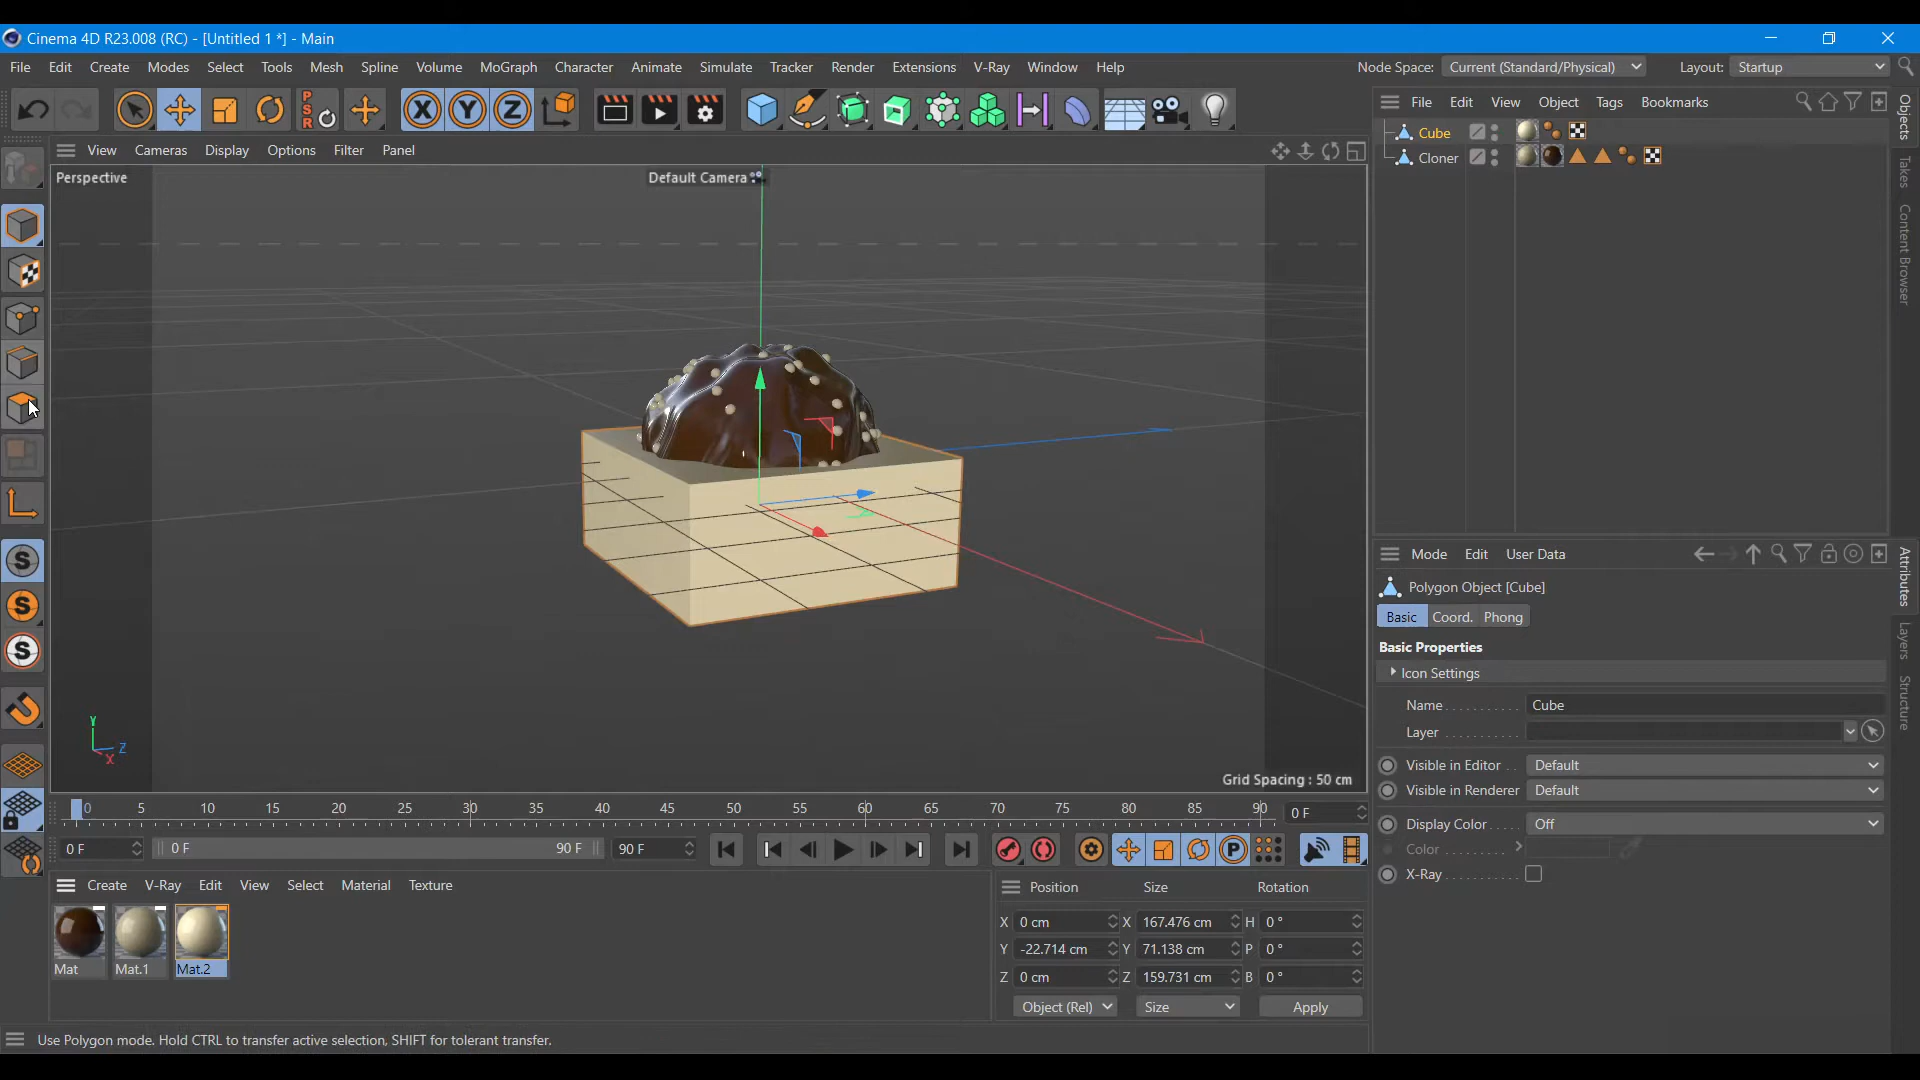 Cinema 4D R23.008 (RC) - [Untitled 1 *] - Main
File Edit Create Modes Select Tools Mesh Spline Volume MoGraph Character Animate Simulate Tracker Render Extensions V-Ray Window Help Node Space: Current (Standard/Physical) Layout: Startup
X Y Z
P
S
R
File Edit View Object Tags Bookmarks
Cube
Cloner
Objects
Takes
Content Browser
View Cameras Display Options Filter Panel
Perspective
Default Camera
S
S
S
Y
Z
X
Grid Spacing : 50 cm
Mode Edit User Data
Polygon Object [Cube]
Basic Coord. Phong
Basic Properties
Icon Settings
Name . . . . . . . . . . Cube
Layer . . . . . . . . . .
Visible in Editor . . Default
Visible in Renderer Default
Display Color . . . . . Off
Color . . . . . . . . .
X-Ray . . . . . . . . . .
Attributes
Layers
Structure
0 5 10 15 20 25 30 35 40 45 50 55 60 65 70 75 80 85 90 0 F
0 F 0 F 90 F 90 F
P
Create V-Ray Edit View Select Material Texture
Mat Mat.1 Mat.2
Position Size Rotation
X 0 cm X 167.476 cm H 0 °
Y -22.714 cm Y 71.138 cm P 0 °
Z 0 cm Z 159.731 cm B 0 °
Object (Rel) Size Apply
Use Polygon mode. Hold CTRL to transfer active selection, SHIFT for tolerant transfer.